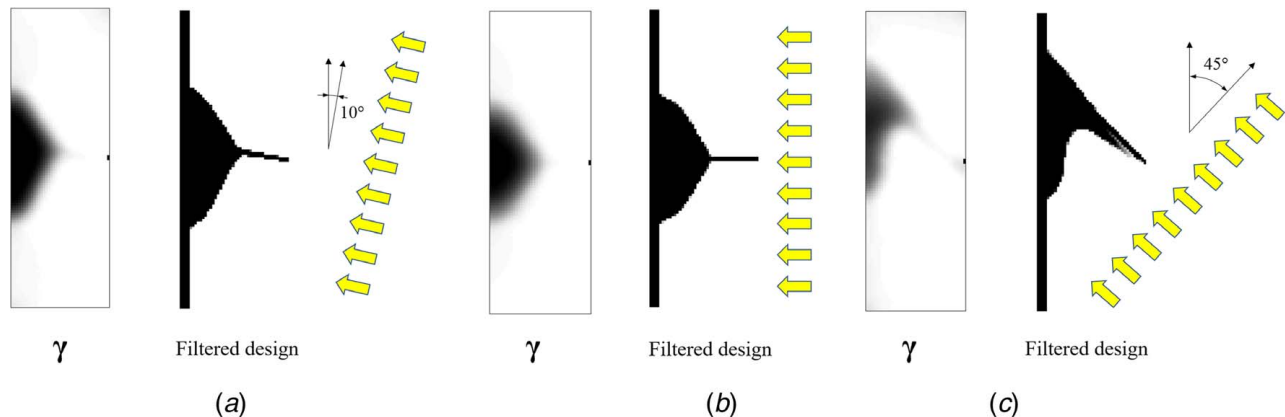 10°
45°
γ
Filtered design
γ
Filtered design
γ
Filtered design
(a)
(b)
(c)